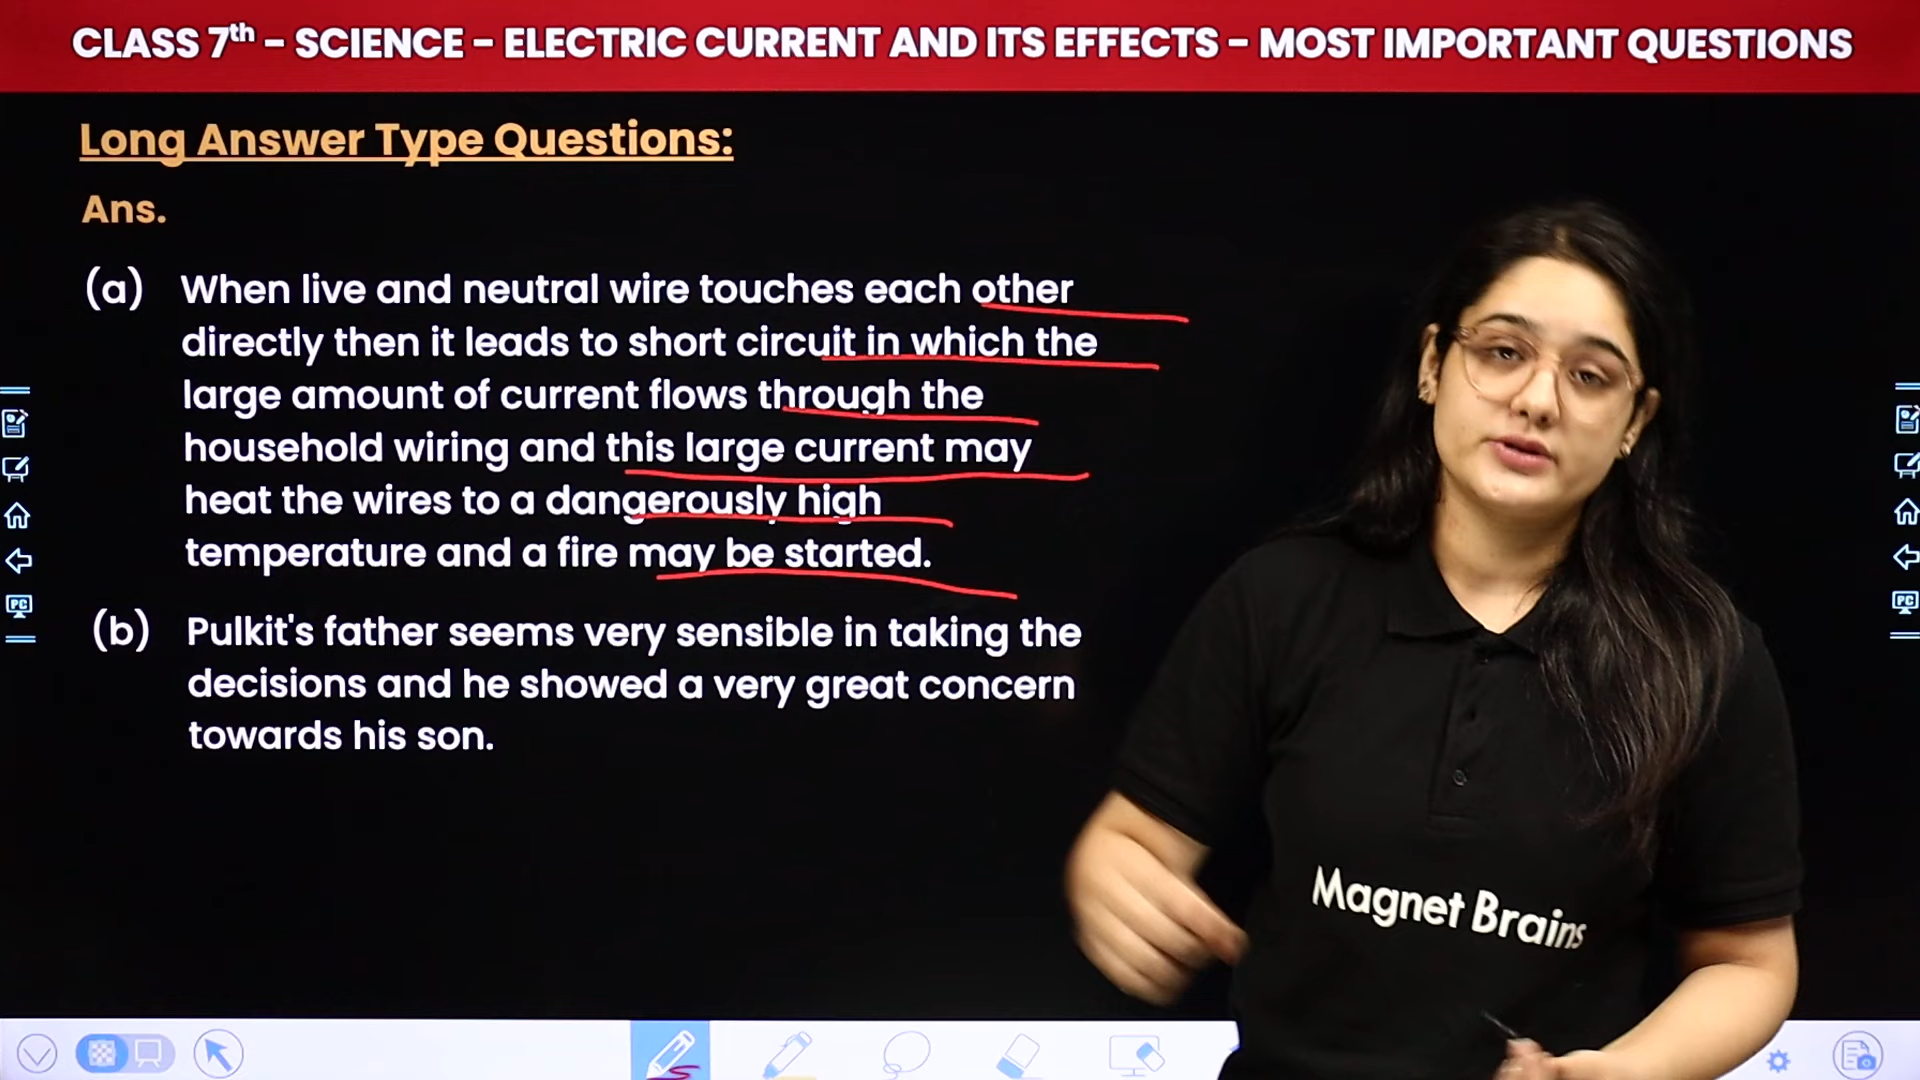 CLASS 7th - SCIENCE - ELECTRIC CURRENT AND ITS EFFECTS - MOST IMPORTANT QUESTIONS
Long Answer Type Questions:
Ans.
(a) When live and neutral wire touches each other
directly then it leads to short circuit in which the
large amount of current flows through the
household wiring and this large current may
heat the wires to a dangerously high
temperature and a fire may be started.
(b) Pulkit's father seems very sensible in taking the
decisions and he showed a very great concern
towards his son.
Magnet Brains
PC
PC